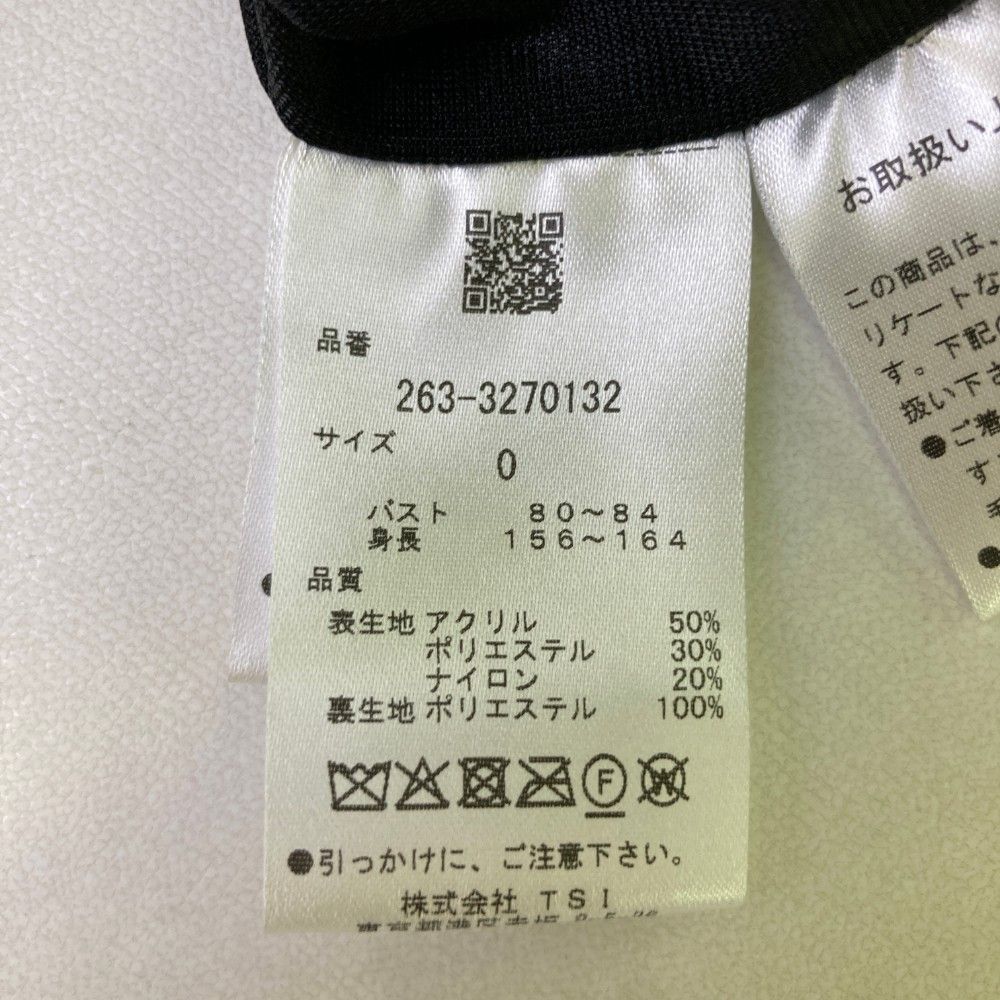 品番
263-3270132
サイズ
0
バスト 80〜84
身長 156〜164
品質
表生地 アクリル 50%
ポリエステル 30%
ナイロン 20%
裏生地 ポリエステル 100%
F
W
●引っかけに、ご注意下さい。
株式会社 TSI
お取扱い
この商品は、
リケートな
す。下記の
扱い下さ
●ご着
す